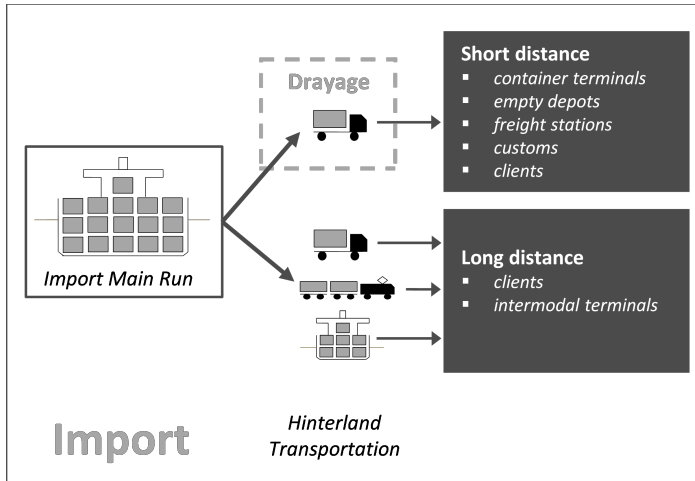 Drayage
Short distance
▪ container terminals
▪ empty depots
▪ freight stations
▪ customs
▪ clients
Import Main Run
Long distance
▪ clients
▪ intermodal terminals
Import
Hinterland
Transportation